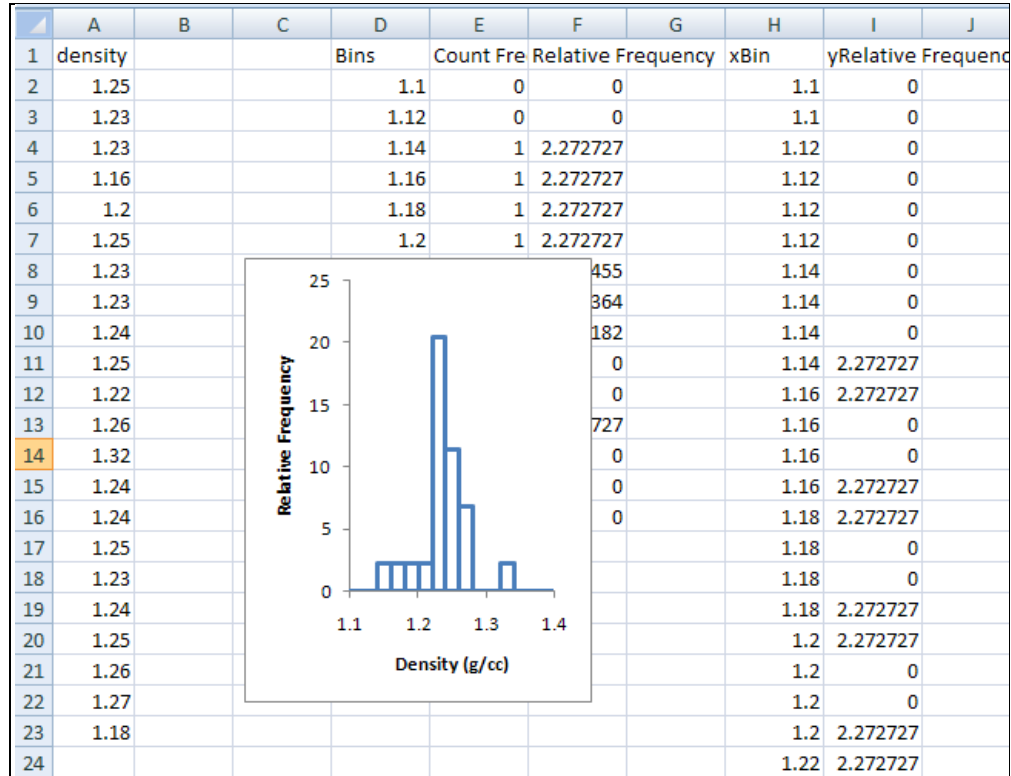 A B C D E F G H I J
1 density Bins Count Fre Relative Frequency xBin yRelative Frequenc
2 1.25 1.1 0 0 1.1 0
3 1.23 1.12 0 0 1.1 0
4 1.23 1.14 1 2.272727 1.12 0
5 1.16 1.16 1 2.272727 1.12 0
6 1.2 1.18 1 2.272727 1.12 0
7 1.25 1.2 1 2.272727 1.12 0
8 1.23 455 1.14 0
9 1.23 364 1.14 0
10 1.24 182 1.14 0
11 1.25 0 1.14 2.272727
12 1.22 0 1.16 2.272727
13 1.26 727 1.16 0
14 1.32 0 1.16 0
15 1.24 0 1.16 2.272727
16 1.24 0 1.18 2.272727
17 1.25 1.18 0
18 1.23 1.18 0
19 1.24 1.18 2.272727
20 1.25 1.2 2.272727
21 1.26 1.2 0
22 1.27 1.2 0
23 1.18 1.2 2.272727
24 1.22 2.272727
25
20
15
10
5
0
Relative Frequency
1.1 1.2 1.3 1.4
Density (g/cc)